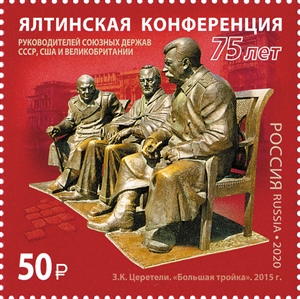 ЯЛТИНСКАЯ КОНФЕРЕНЦИЯ
РУКОВОДИТЕЛЕЙ СОЮЗНЫХ ДЕРЖАВ
СССР, США И ВЕЛИКОБРИТАНИИ
75 лет
РОССИЯ RUSSIA • 2020
50 ₽
З.К. Церетели. «Большая тройка». 2015 г.